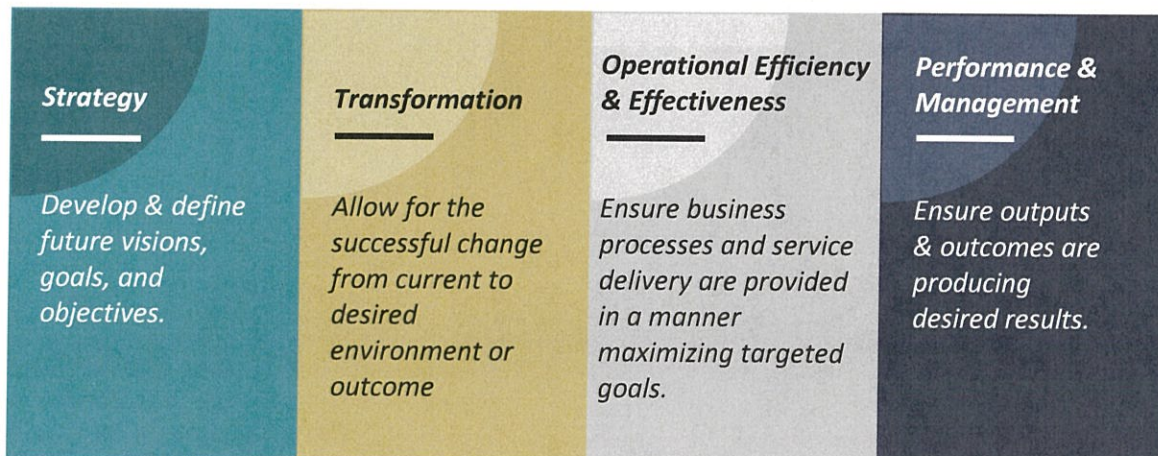 Strategy
Develop & define
future visions,
goals, and
objectives.
Transformation
Allow for the
successful change
from current to
desired
environment or
outcome
Operational Efficiency
& Effectiveness
Ensure business
processes and service
delivery are provided
in a manner
maximizing targeted
goals.
Performance &
Management
Ensure outputs
& outcomes are
producing
desired results.